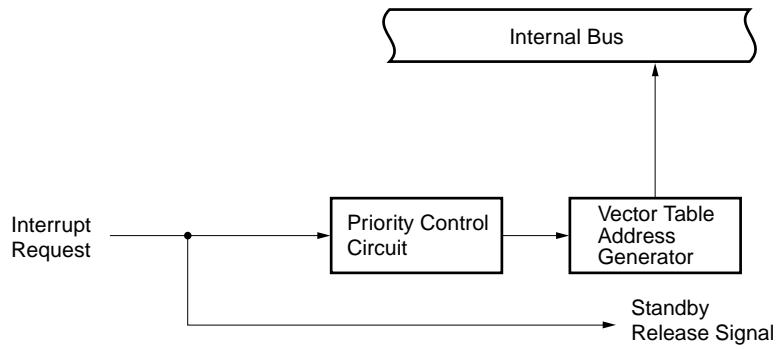 Internal Bus
Interrupt
Request
Priority Control
Circuit
Vector Table
Address
Generator
Standby
Release Signal